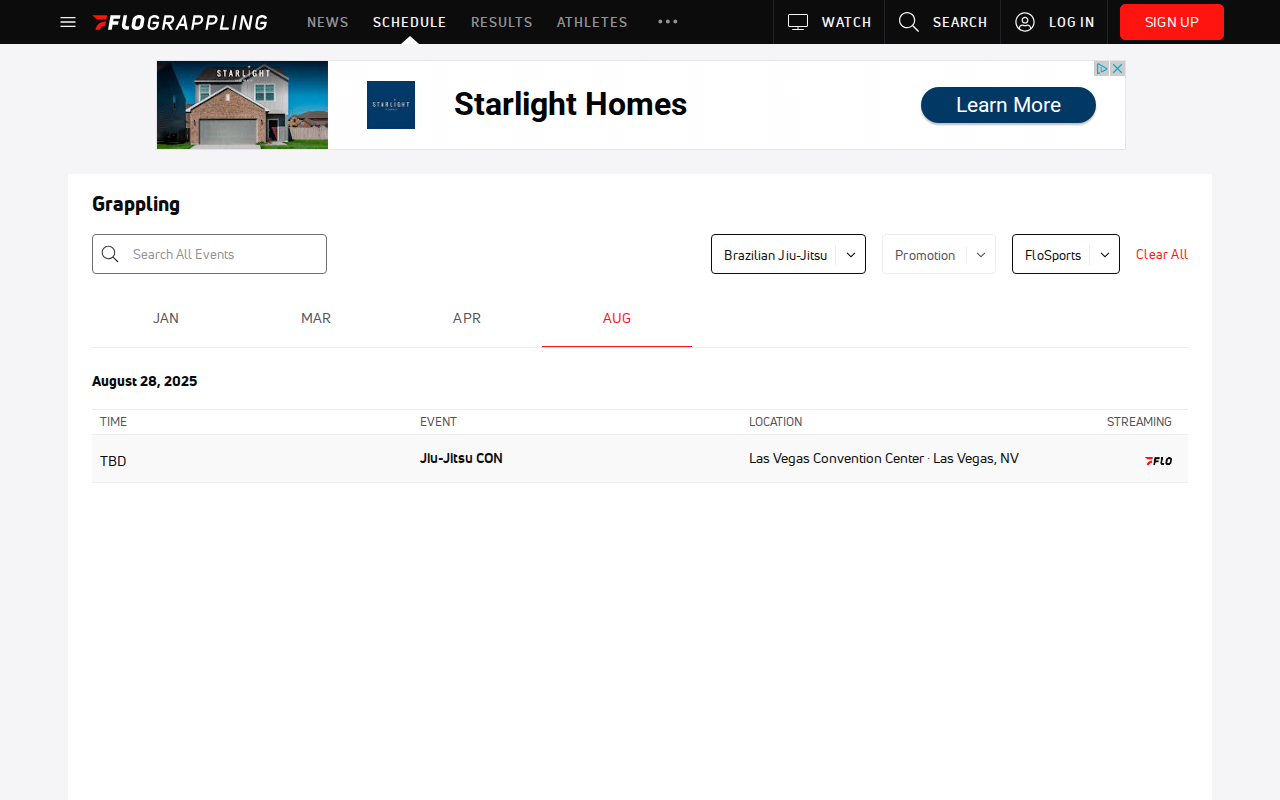 FLOGRAPPLING NEWS SCHEDULE RESULTS ATHLETES WATCH SEARCH LOG IN SIGN UP
STARLIGHT
STARLIGHT
Starlight Homes
Learn More
Grappling
Search All Events Brazilian Jiu-Jitsu Promotion FloSports Clear All
JAN MAR APR AUG
August 28, 2025
TIME EVENT LOCATION STREAMING
TBD Jiu-Jitsu CON Las Vegas Convention Center · Las Vegas, NV FLO